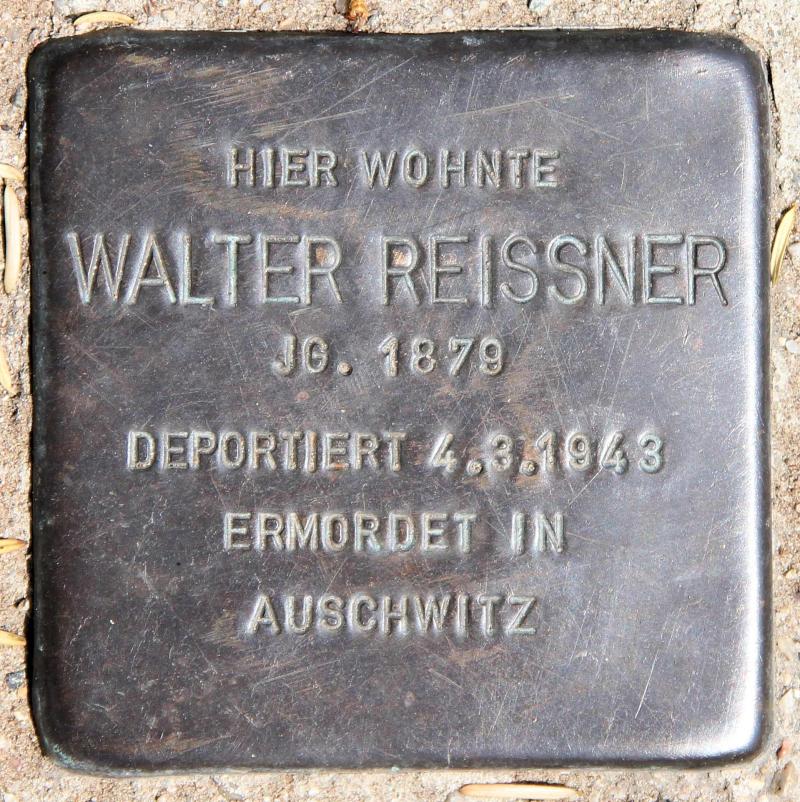 HIER WOHNTE
WALTER REISSNER
JG. 1879
DEPORTIERT 4.3.1943
ERMORDET IN
AUSCHWITZ